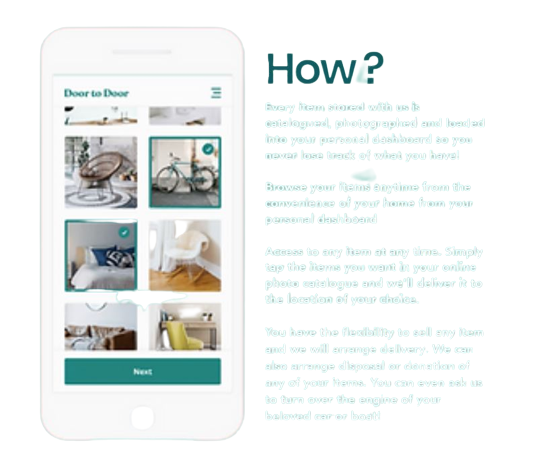 Door to Door
Next
How?
Every item stored with us is
catalogued, photographed and loaded
into your personal dashboard so you
never lose track of what you have!
Browse your items anytime from the
convenience of your home from your
personal dashboard
Access to any item at any time. Simply
tap the items you want in your online
photo catalogue and we'll deliver it to
the location of your choice.
You have the flexibility to sell any item
and we will arrange delivery. We can
also arrange disposal or donation of
any of your items. You can even ask us
to turn over the engine of your
beloved car or boat!